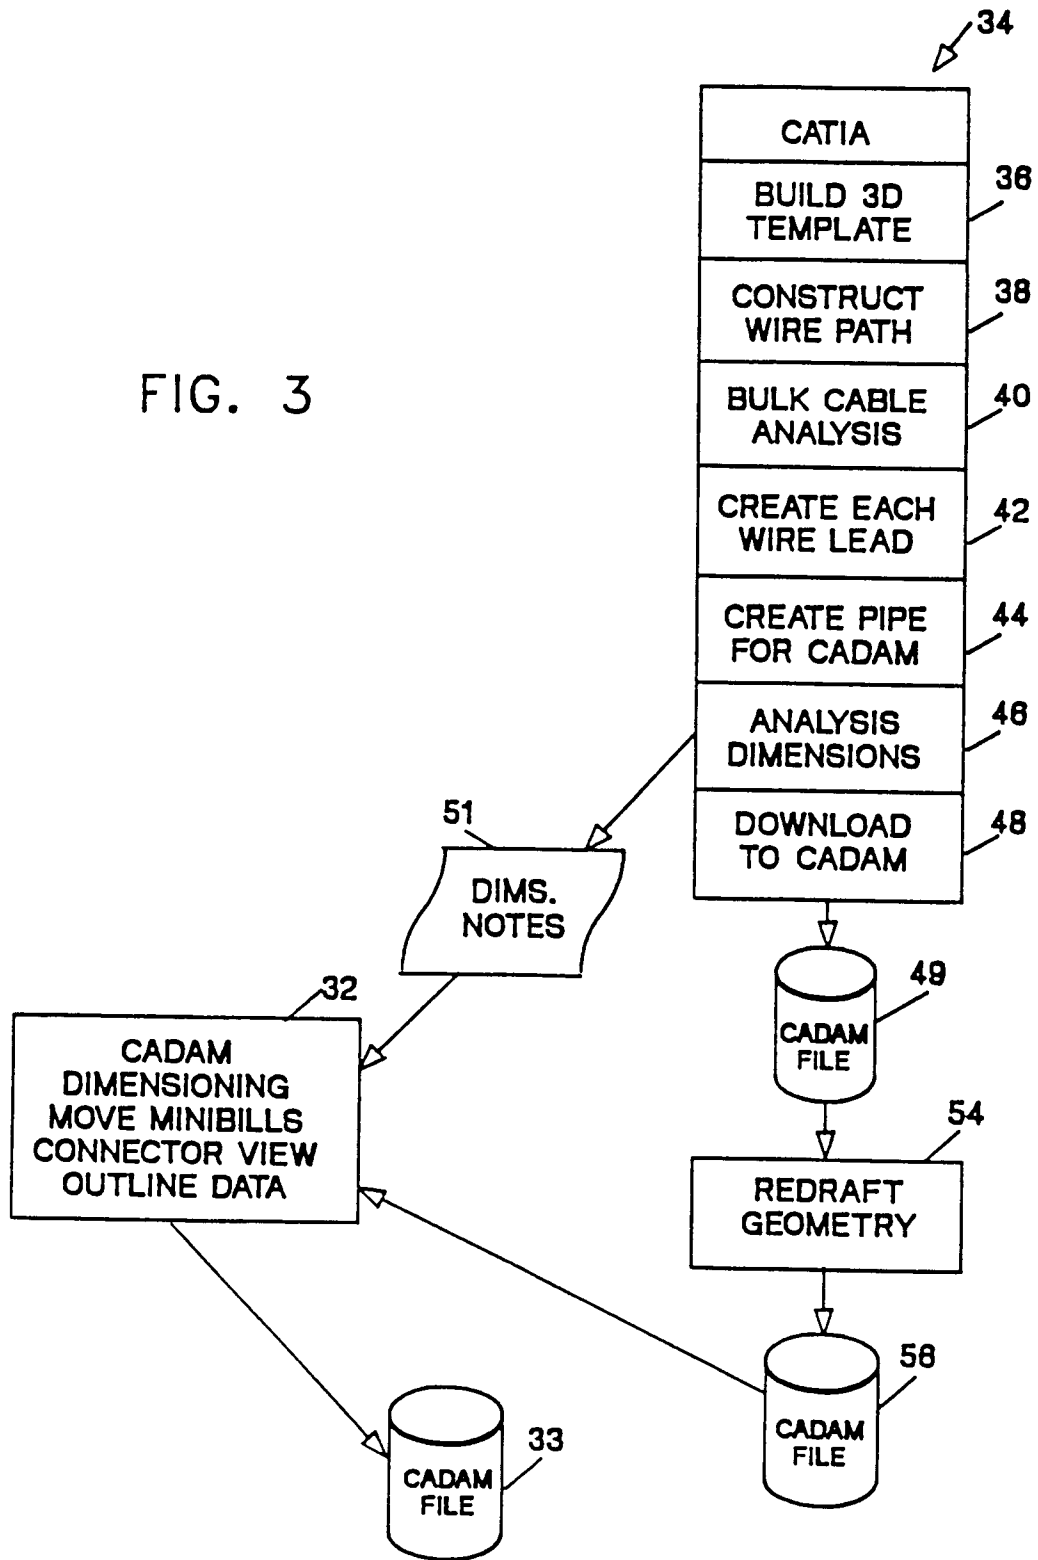 34
CATIA
BUILD 3D
TEMPLATE
36
CONSTRUCT
WIRE PATH
38
FIG. 3
BULK CABLE
ANALYSIS
40
CREATE EACH
WIRE LEAD
42
CREATE PIPE
FOR CADAM
44
ANALYSIS
DIMENSIONS
46
DOWNLOAD
TO CADAM
48
51
DIMS.
NOTES
49
CADAM
FILE
32
CADAM
DIMENSIONING
MOVE MINIBILLS
CONNECTOR VIEW
OUTLINE DATA
54
REDRAFT
GEOMETRY
56
CADAM
FILE
33
CADAM
FILE